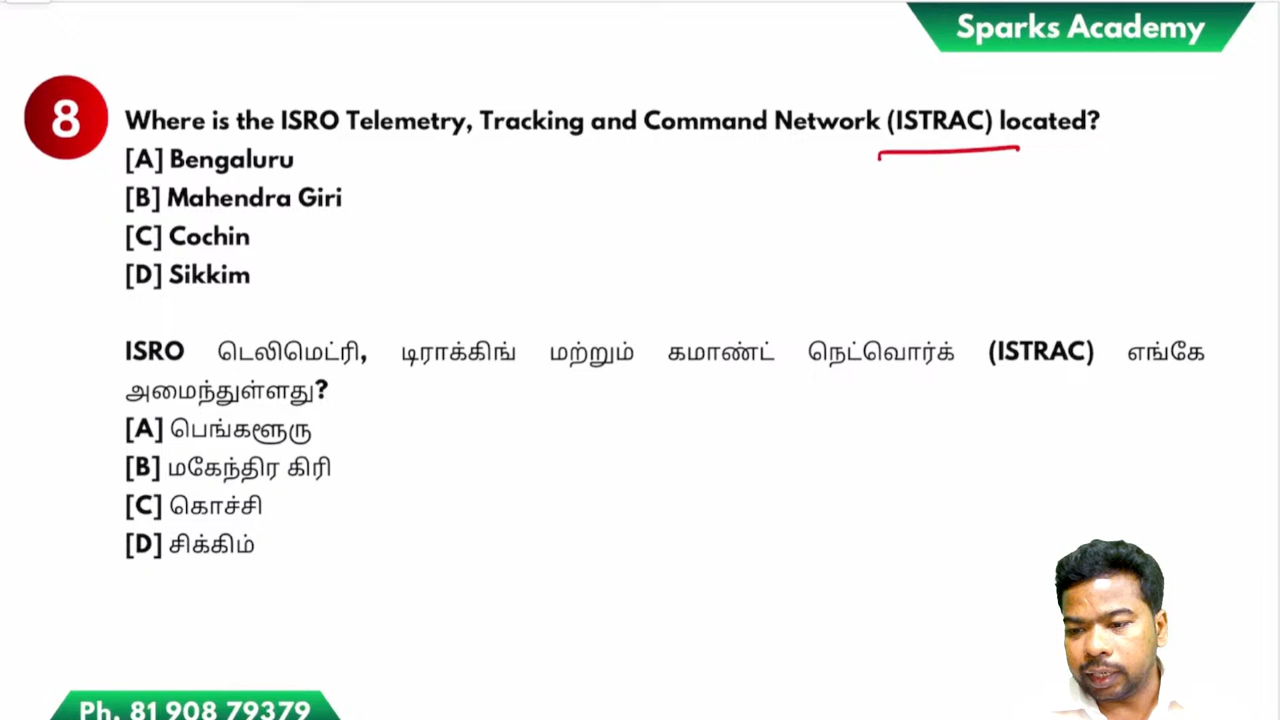 Sparks Academy
8
Where is the ISRO Telemetry, Tracking and Command Network (ISTRAC) located?
[A] Bengaluru
[B] Mahendra Giri
[C] Cochin
[D] Sikkim
ISRO டெலிமெட்ரி, டிராக்கிங் மற்றும் கமாண்ட் நெட்வொர்க் (ISTRAC) எங்கே
அமைந்துள்ளது?
[A] பெங்களூரு
[B] மகேந்திர கிரி
[C] கொச்சி
[D] சிக்கிம்
Ph. 81 908 79379